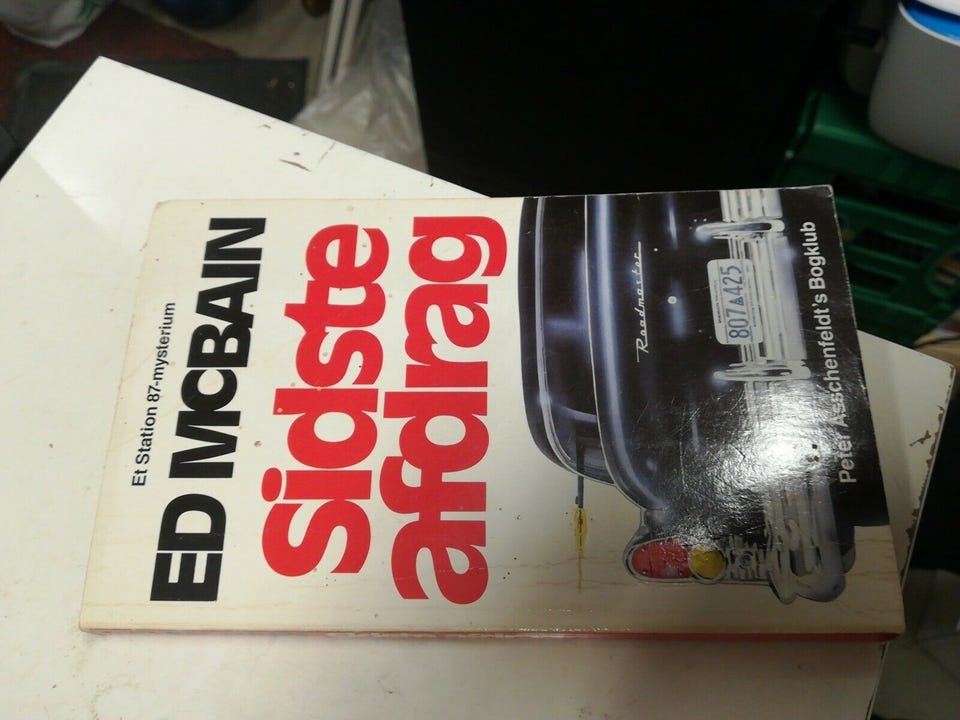 Et Station 87-mysterium
ED MCBAIN
Sidste
afdrag
Roadmaster
807▲425
Peter Asschenfeldt's Bogklub